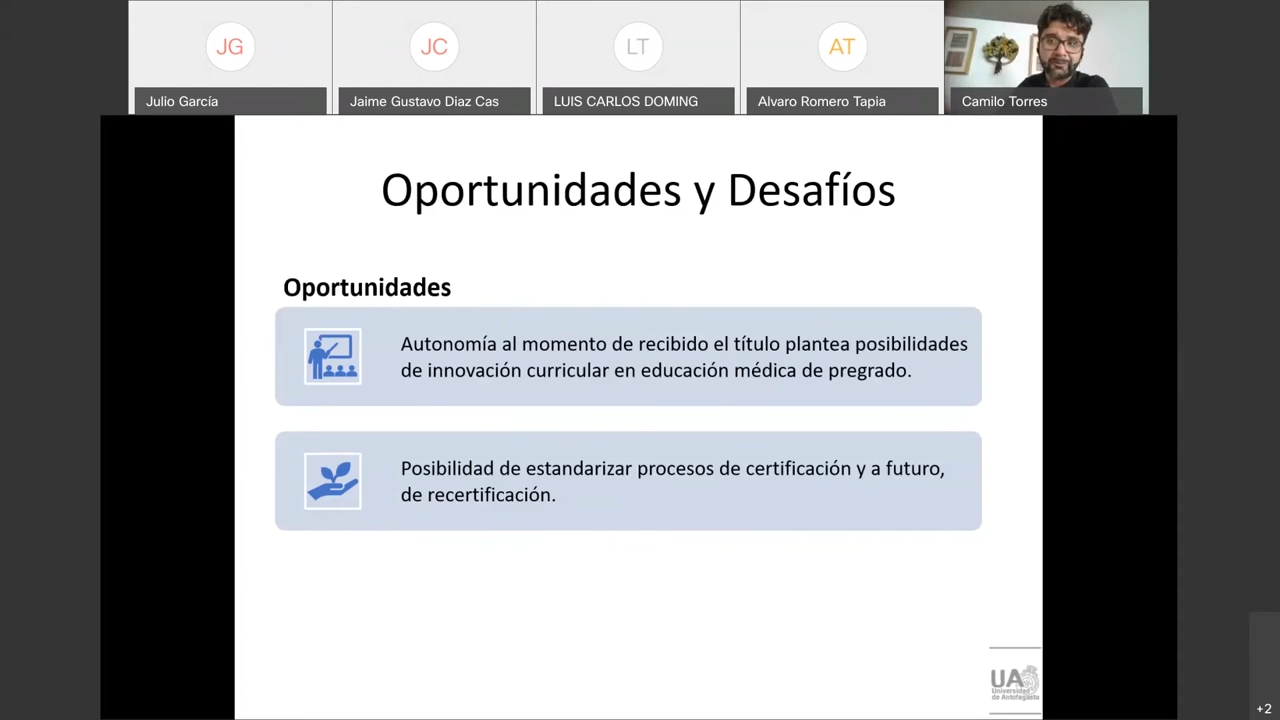 JG
JC
LT
AT
Julio García
Jaime Gustavo Diaz Cas
LUIS CARLOS DOMING
Alvaro Romero Tapia
Camilo Torres
Oportunidades y Desafíos
Oportunidades
Autonomía al momento de recibido el título plantea posibilidades
de innovación curricular en educación médica de pregrado.
Posibilidad de estandarizar procesos de certificación y a futuro,
de recertificación.
UA
Universidad
de Antofagasta
+2